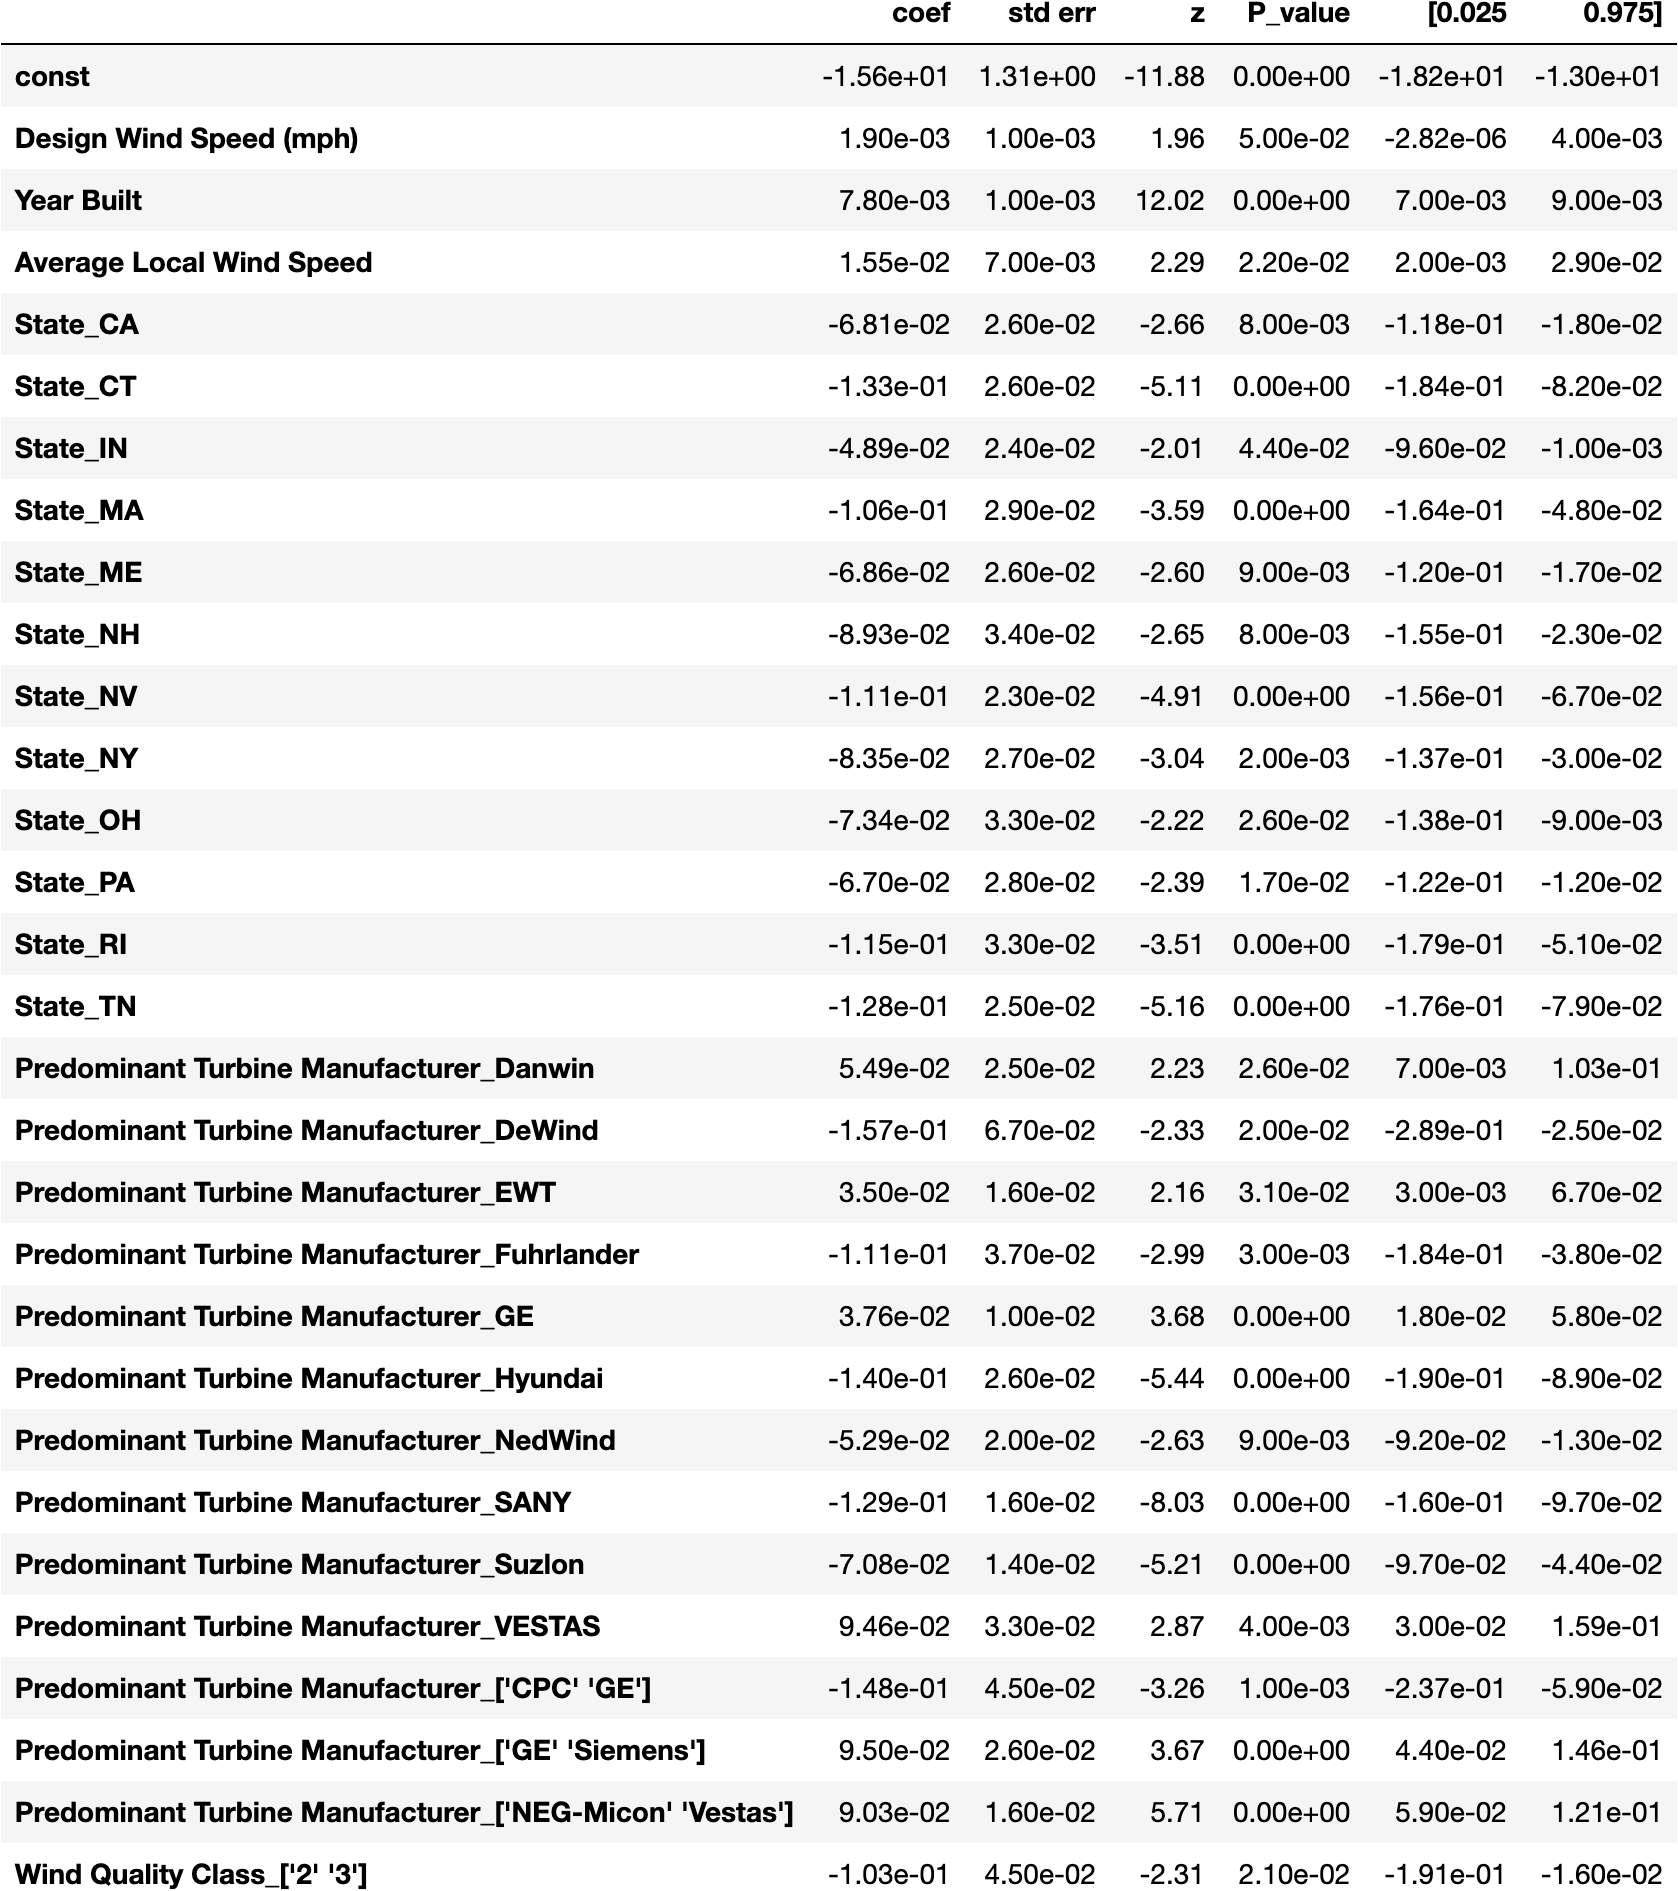 coef std err z P_value [0.025 0.975]
const -1.56e+01 1.31e+00 -11.88 0.00e+00 -1.82e+01 -1.30e+01
Design Wind Speed (mph) 1.90e-03 1.00e-03 1.96 5.00e-02 -2.82e-06 4.00e-03
Year Built 7.80e-03 1.00e-03 12.02 0.00e+00 7.00e-03 9.00e-03
Average Local Wind Speed 1.55e-02 7.00e-03 2.29 2.20e-02 2.00e-03 2.90e-02
State_CA -6.81e-02 2.60e-02 -2.66 8.00e-03 -1.18e-01 -1.80e-02
State_CT -1.33e-01 2.60e-02 -5.11 0.00e+00 -1.84e-01 -8.20e-02
State_IN -4.89e-02 2.40e-02 -2.01 4.40e-02 -9.60e-02 -1.00e-03
State_MA -1.06e-01 2.90e-02 -3.59 0.00e+00 -1.64e-01 -4.80e-02
State_ME -6.86e-02 2.60e-02 -2.60 9.00e-03 -1.20e-01 -1.70e-02
State_NH -8.93e-02 3.40e-02 -2.65 8.00e-03 -1.55e-01 -2.30e-02
State_NV -1.11e-01 2.30e-02 -4.91 0.00e+00 -1.56e-01 -6.70e-02
State_NY -8.35e-02 2.70e-02 -3.04 2.00e-03 -1.37e-01 -3.00e-02
State_OH -7.34e-02 3.30e-02 -2.22 2.60e-02 -1.38e-01 -9.00e-03
State_PA -6.70e-02 2.80e-02 -2.39 1.70e-02 -1.22e-01 -1.20e-02
State_RI -1.15e-01 3.30e-02 -3.51 0.00e+00 -1.79e-01 -5.10e-02
State_TN -1.28e-01 2.50e-02 -5.16 0.00e+00 -1.76e-01 -7.90e-02
Predominant Turbine Manufacturer_Danwin 5.49e-02 2.50e-02 2.23 2.60e-02 7.00e-03 1.03e-01
Predominant Turbine Manufacturer_DeWind -1.57e-01 6.70e-02 -2.33 2.00e-02 -2.89e-01 -2.50e-02
Predominant Turbine Manufacturer_EWT 3.50e-02 1.60e-02 2.16 3.10e-02 3.00e-03 6.70e-02
Predominant Turbine Manufacturer_Fuhrlander -1.11e-01 3.70e-02 -2.99 3.00e-03 -1.84e-01 -3.80e-02
Predominant Turbine Manufacturer_GE 3.76e-02 1.00e-02 3.68 0.00e+00 1.80e-02 5.80e-02
Predominant Turbine Manufacturer_Hyundai -1.40e-01 2.60e-02 -5.44 0.00e+00 -1.90e-01 -8.90e-02
Predominant Turbine Manufacturer_NedWind -5.29e-02 2.00e-02 -2.63 9.00e-03 -9.20e-02 -1.30e-02
Predominant Turbine Manufacturer_SANY -1.29e-01 1.60e-02 -8.03 0.00e+00 -1.60e-01 -9.70e-02
Predominant Turbine Manufacturer_Suzlon -7.08e-02 1.40e-02 -5.21 0.00e+00 -9.70e-02 -4.40e-02
Predominant Turbine Manufacturer_VESTAS 9.46e-02 3.30e-02 2.87 4.00e-03 3.00e-02 1.59e-01
Predominant Turbine Manufacturer_['CPC' 'GE'] -1.48e-01 4.50e-02 -3.26 1.00e-03 -2.37e-01 -5.90e-02
Predominant Turbine Manufacturer_['GE' 'Siemens'] 9.50e-02 2.60e-02 3.67 0.00e+00 4.40e-02 1.46e-01
Predominant Turbine Manufacturer_['NEG-Micon' 'Vestas'] 9.03e-02 1.60e-02 5.71 0.00e+00 5.90e-02 1.21e-01
Wind Quality Class_['2' '3'] -1.03e-01 4.50e-02 -2.31 2.10e-02 -1.91e-01 -1.60e-02